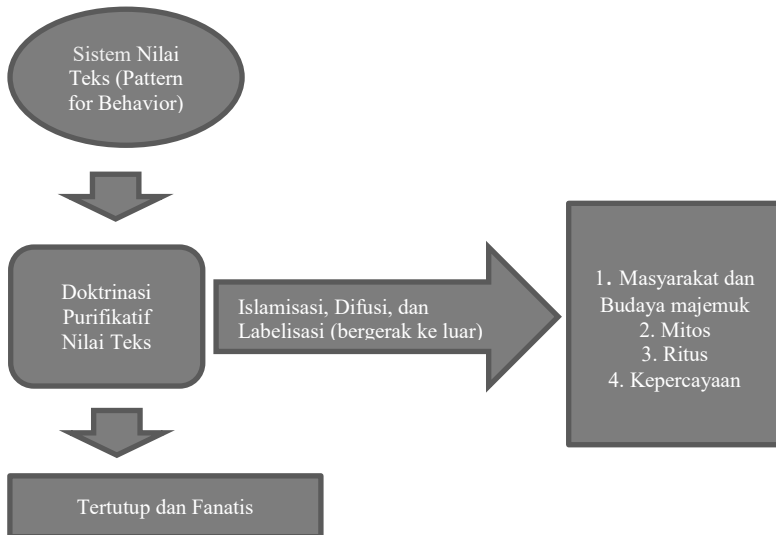 Sistem Nilai
Teks (Pattern
for Behavior)
Doktrinasi
Purifikatif
Nilai Teks
Islamisasi, Difusi, dan
Labelisasi (bergerak ke luar)
1. Masyarakat dan
Budaya majemuk
2. Mitos
3. Ritus
4. Kepercayaan
Tertutup dan Fanatis